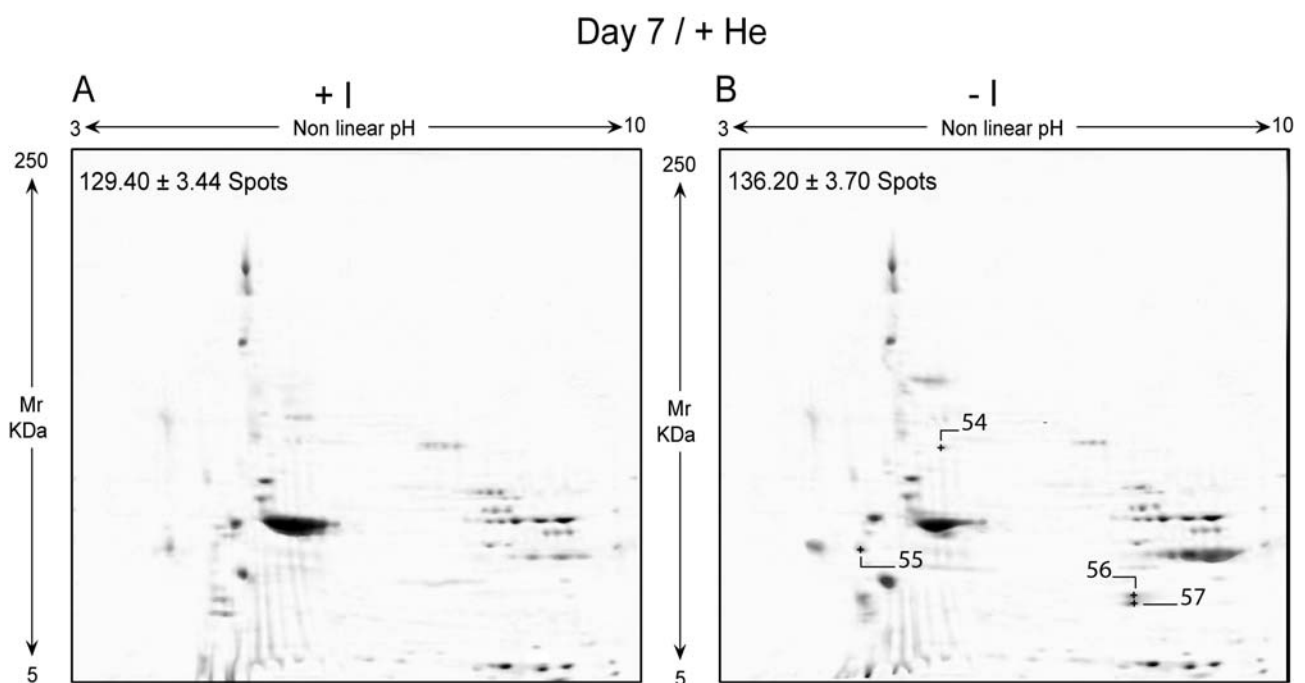 Day 7 / + He
A
+ I
3 Non linear pH 10
250
129.40 ± 3.44 Spots
Mr
KDa
5
B
- I
3 Non linear pH 10
250
136.20 ± 3.70 Spots
Mr
KDa
5
54
55
56
57